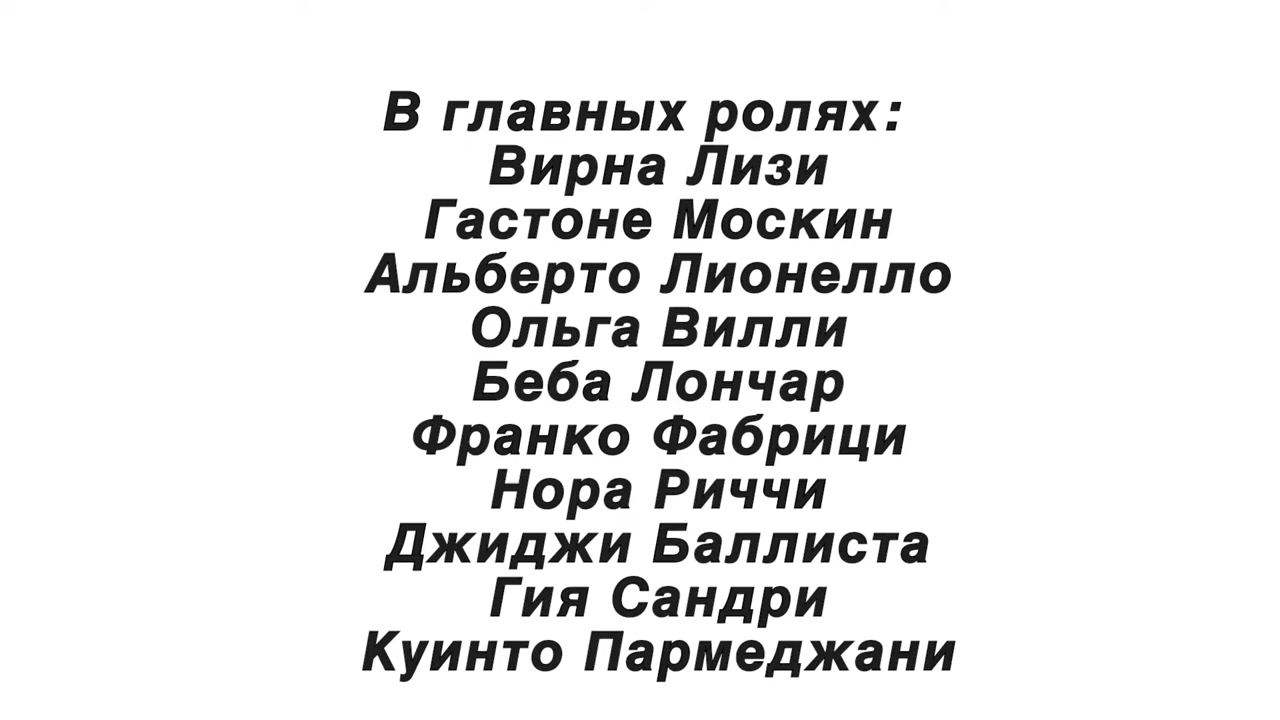 В главных ролях:
Вирна Лизи
Гастоне Москин
Альберто Лионелло
Ольга Вилли
Беба Лончар
Франко Фабрици
Нора Риччи
Джиджи Баллиста
Гия Сандри
Куинто Пармеджани